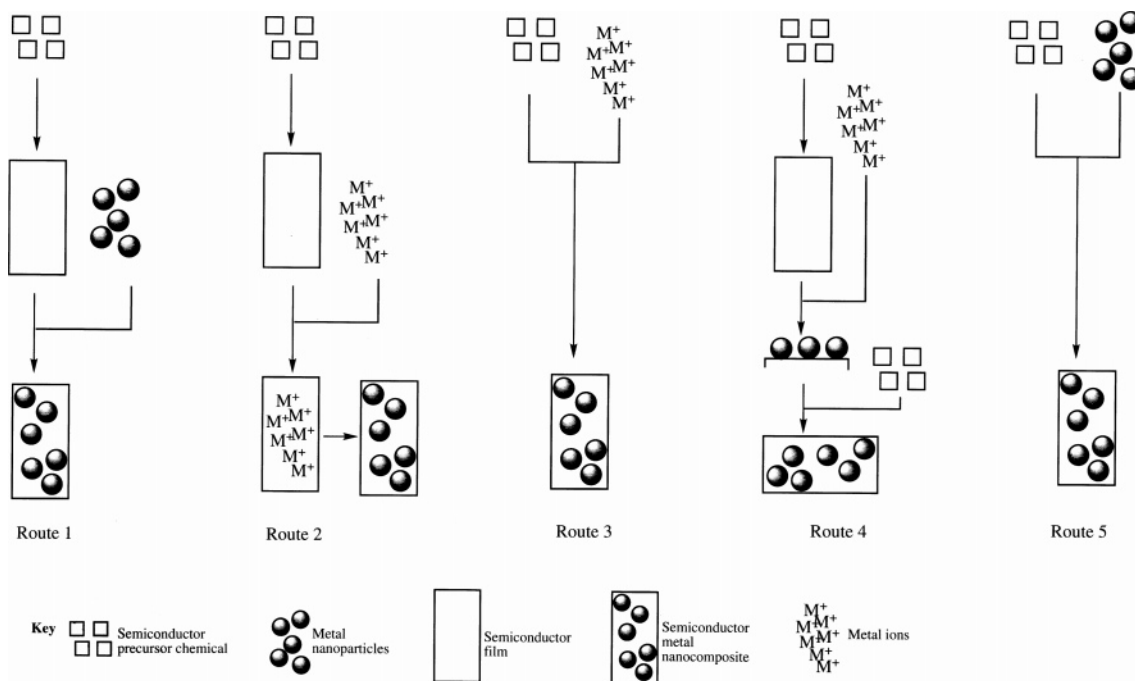 M⁺
M⁺ M⁺
M⁺ M⁺
M⁺
M⁺
M⁺
M⁺M⁺
M⁺M⁺
M⁺
M⁺
M⁺
M⁺M⁺
M⁺M⁺
M⁺
M⁺
M⁺
M⁺M⁺
M⁺M⁺
M⁺
M⁺
Route 1
Route 2
Route 3
Route 4
Route 5
Key
Semiconductor
precursor chemical
Metal
nanoparticles
Semiconductor
film
Semiconductor
metal
nanocomposite
M⁺
M⁺M⁺
M⁺M⁺
M⁺
M⁺
Metal ions